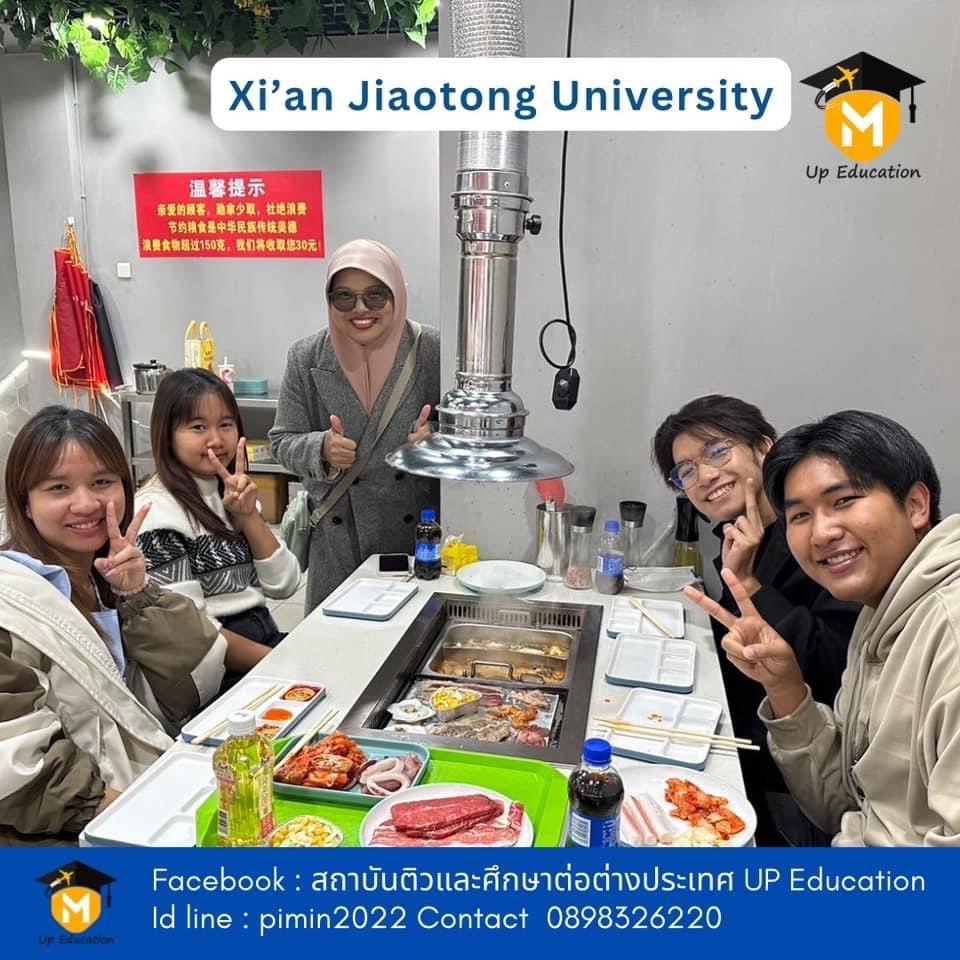 Xi’an Jiaotong University
M
Up Education
温馨提示
亲爱的顾客，勤拿少取，杜绝浪费
节约粮食是中华民族传统美德
浪费食物超过150克，我们将收取您30元！
M
Up Education
Facebook : สถาบันติวและศึกษาต่อต่างประเทศ UP Education
Id line : pimin2022 Contact 0898326220